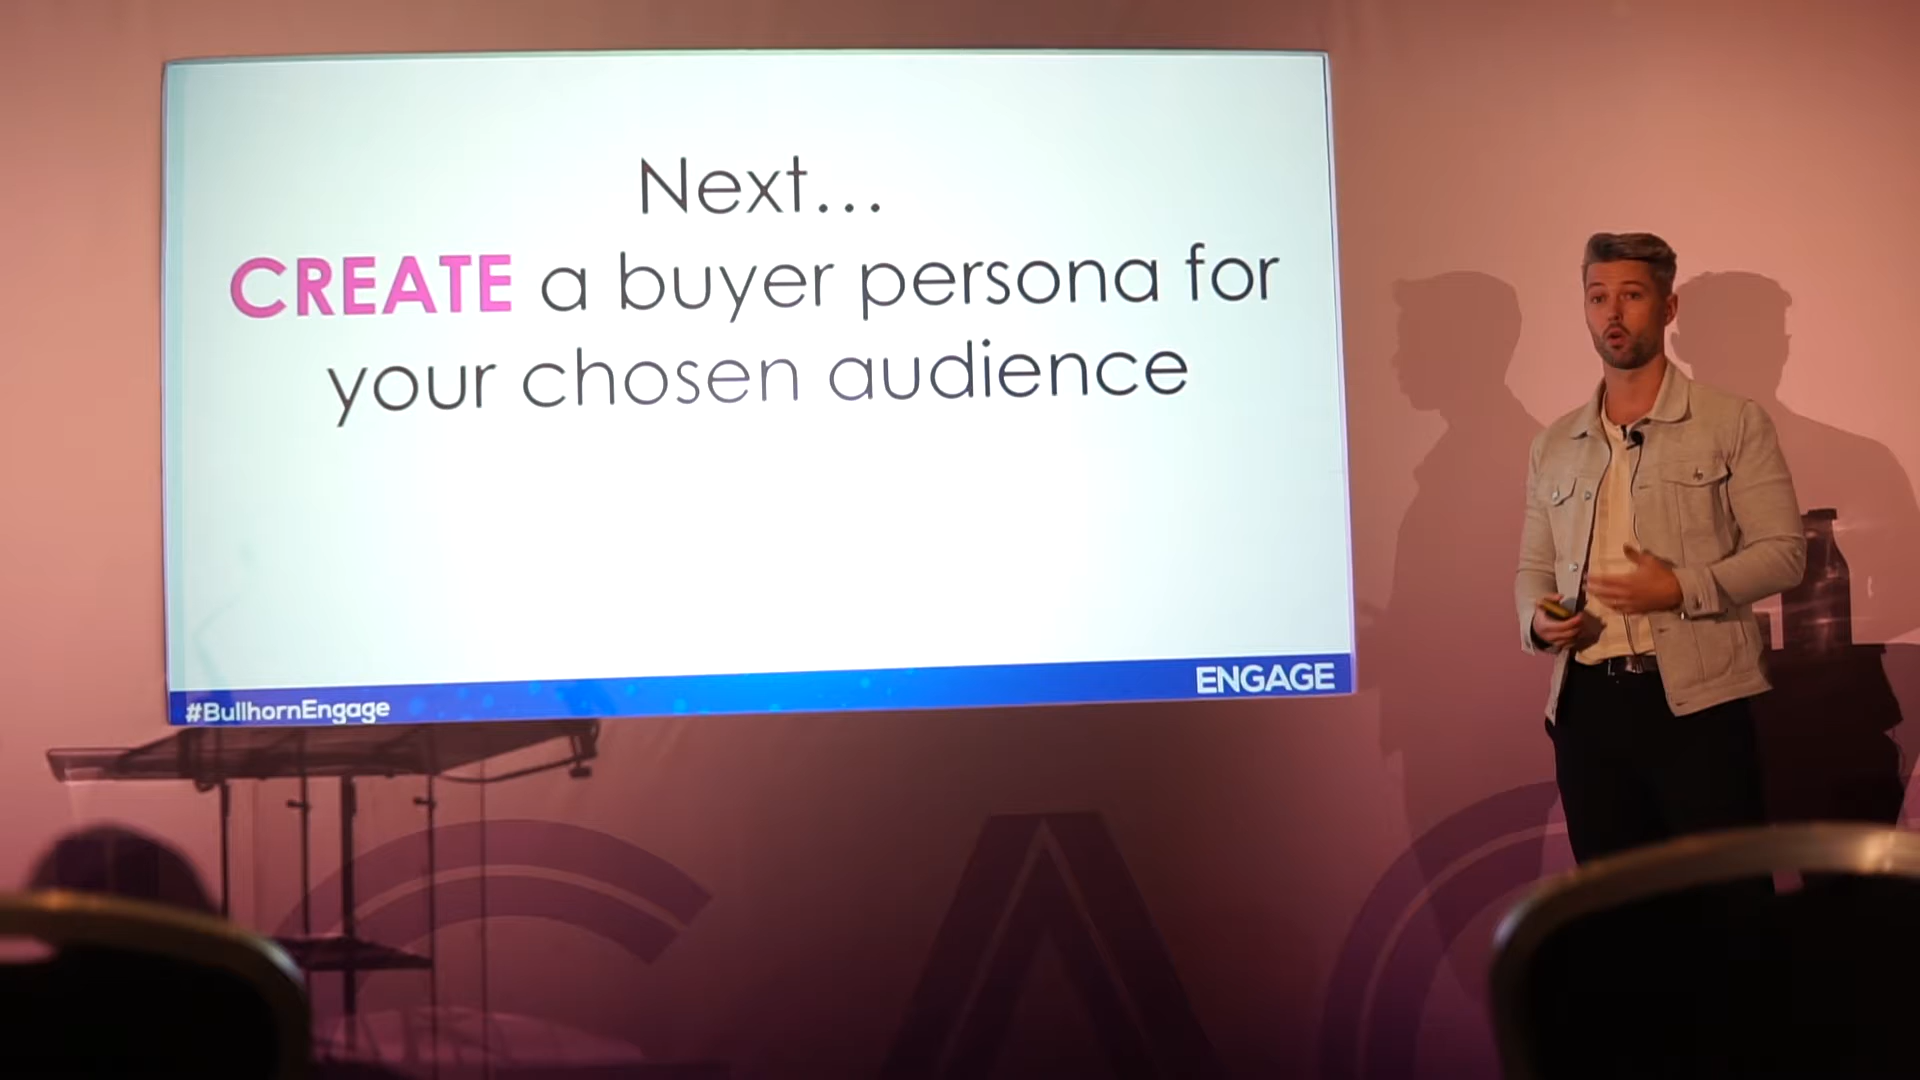 Next...
CREATE a buyer persona for
your chosen audience
#BullhornEngage
ENGAGE